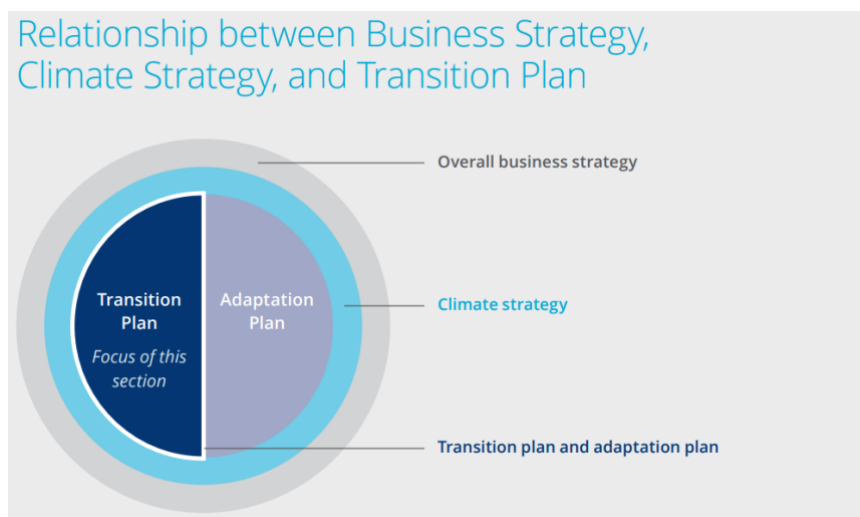 Relationship between Business Strategy,
Climate Strategy, and Transition Plan
Overall business strategy
Transition
Plan
Focus of this
section
Adaptation
Plan
Climate strategy
Transition plan and adaptation plan